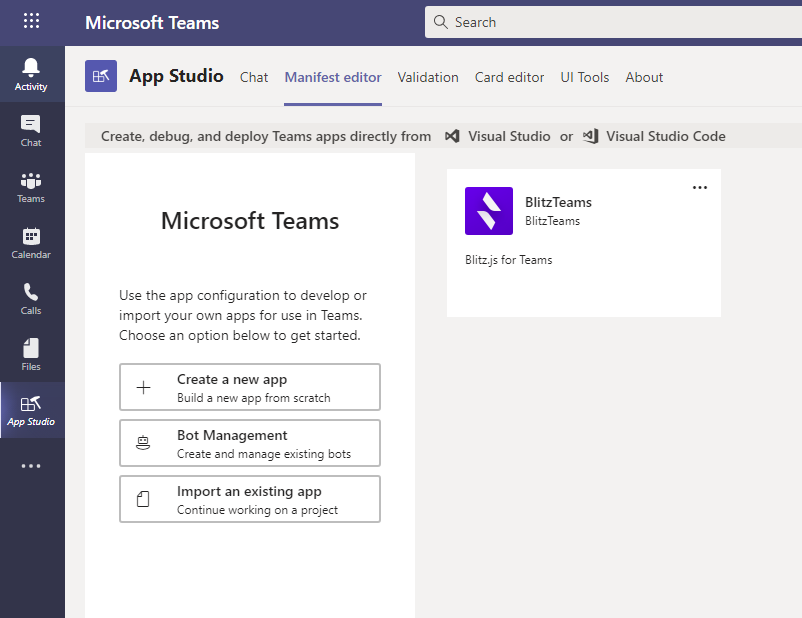 Microsoft Teams
Search
Activity
Chat
Teams
Calendar
Calls
Files
App Studio
App Studio
Chat
Manifest editor
Validation
Card editor
UI Tools
About
Create, debug, and deploy Teams apps directly from Visual Studio or Visual Studio Code
Microsoft Teams
Use the app configuration to develop or
import your own apps for use in Teams.
Choose an option below to get started.
Create a new app
Build a new app from scratch
Bot Management
Create and manage existing bots
Import an existing app
Continue working on a project
BlitzTeams
BlitzTeams
Blitz.js for Teams